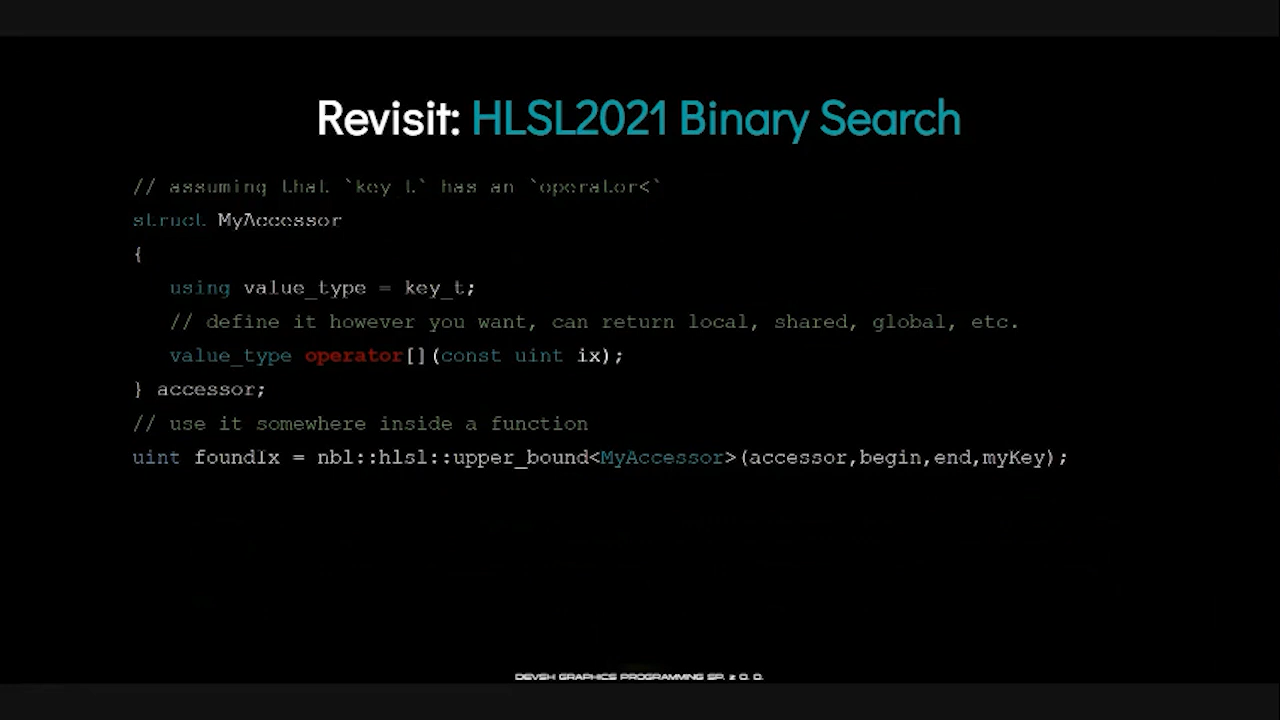 Revisit: HLSL2021 Binary Search
// assuming that `key_t` has an `operator<`
struct MyAccessor
{
using value_type = key_t;
// define it however you want, can return local, shared, global, etc.
value_type operator[](const uint ix);
} accessor;
// use it somewhere inside a function
uint foundIx = nbl::hlsl::upper_bound<MyAccessor>(accessor,begin,end,myKey);
DEVSH GRAPHICS PROGRAMMING SP. z O. O.